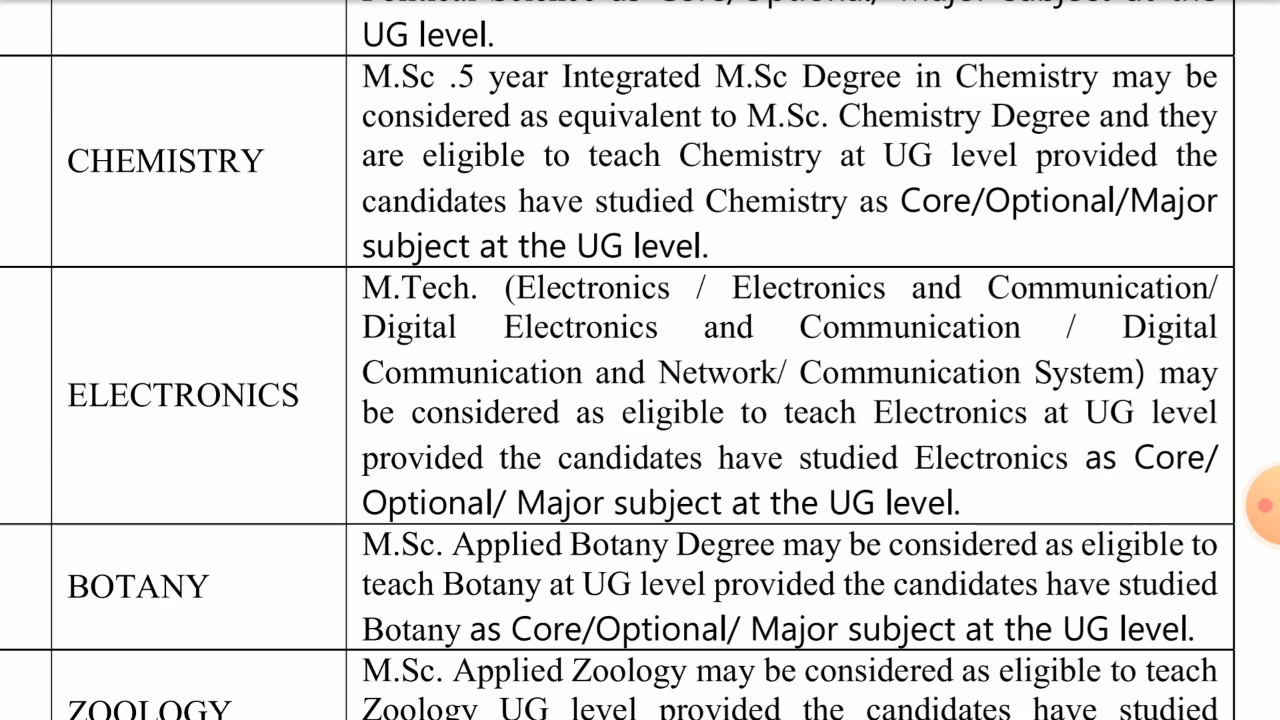 Core/Optional/ Major subject at the
UG level.
CHEMISTRY
M.Sc .5 year Integrated M.Sc Degree in Chemistry may be
considered as equivalent to M.Sc. Chemistry Degree and they
are eligible to teach Chemistry at UG level provided the
candidates have studied Chemistry as Core/Optional/Major
subject at the UG level.
ELECTRONICS
M.Tech. (Electronics / Electronics and Communication/
Digital Electronics and Communication / Digital
Communication and Network/ Communication System) may
be considered as eligible to teach Electronics at UG level
provided the candidates have studied Electronics as Core/
Optional/ Major subject at the UG level.
BOTANY
M.Sc. Applied Botany Degree may be considered as eligible to
teach Botany at UG level provided the candidates have studied
Botany as Core/Optional/ Major subject at the UG level.
ZOOLOGY
M.Sc. Applied Zoology may be considered as eligible to teach
Zoology UG level provided the candidates have studied